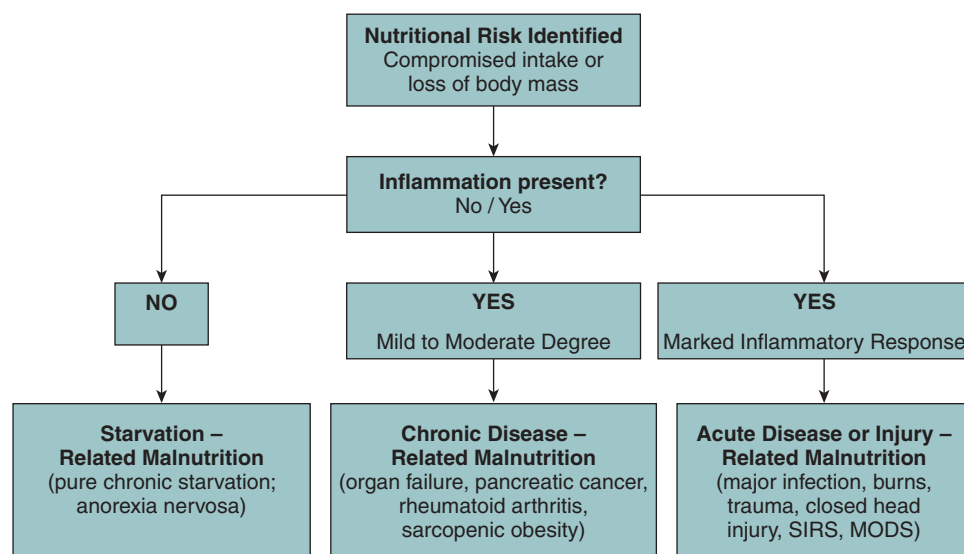 Nutritional Risk Identified
Compromised intake or
loss of body mass
Inflammation present?
No / Yes
NO
YES
Mild to Moderate Degree
YES
Marked Inflammatory Response
Starvation –
Related Malnutrition
(pure chronic starvation;
anorexia nervosa)
Chronic Disease –
Related Malnutrition
(organ failure, pancreatic cancer,
rheumatoid arthritis,
sarcopenic obesity)
Acute Disease or Injury –
Related Malnutrition
(major infection, burns,
trauma, closed head
injury, SIRS, MODS)